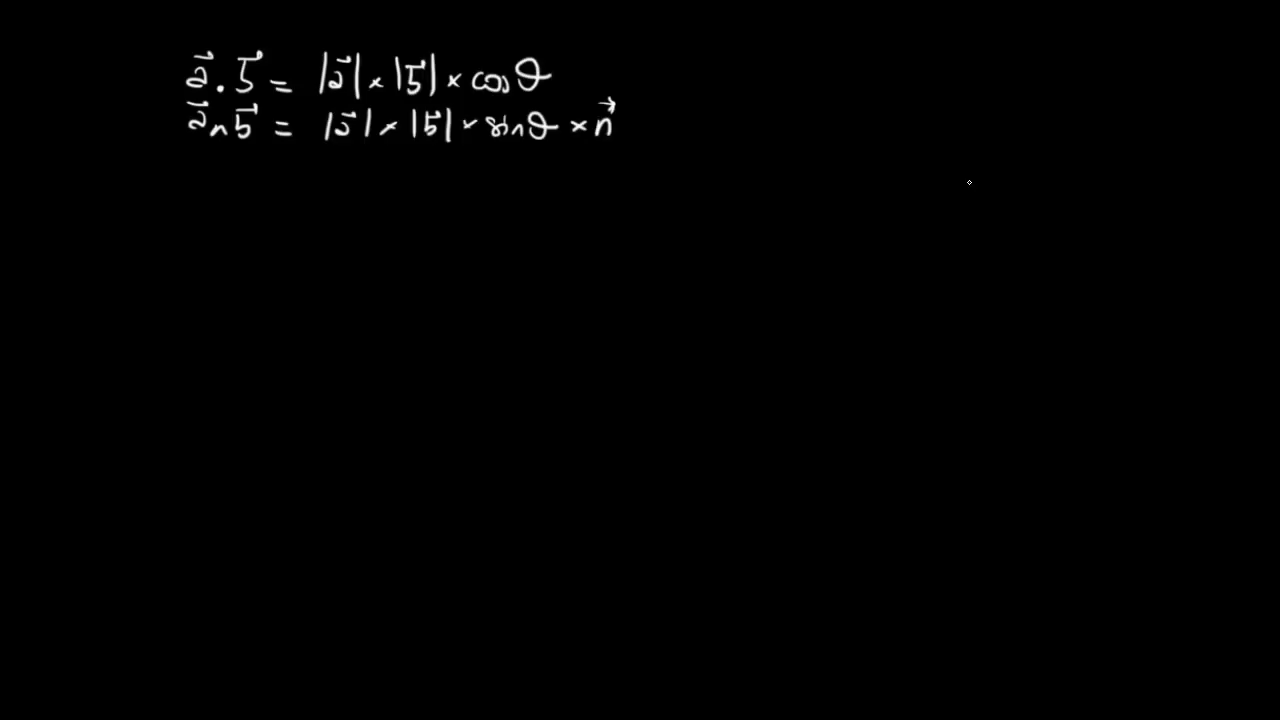 a⃗ . b⃗ = |a⃗| × |b⃗| × cos θ
a⃗ ∧ b⃗ = |a⃗| × |b⃗| × sin θ × n⃗